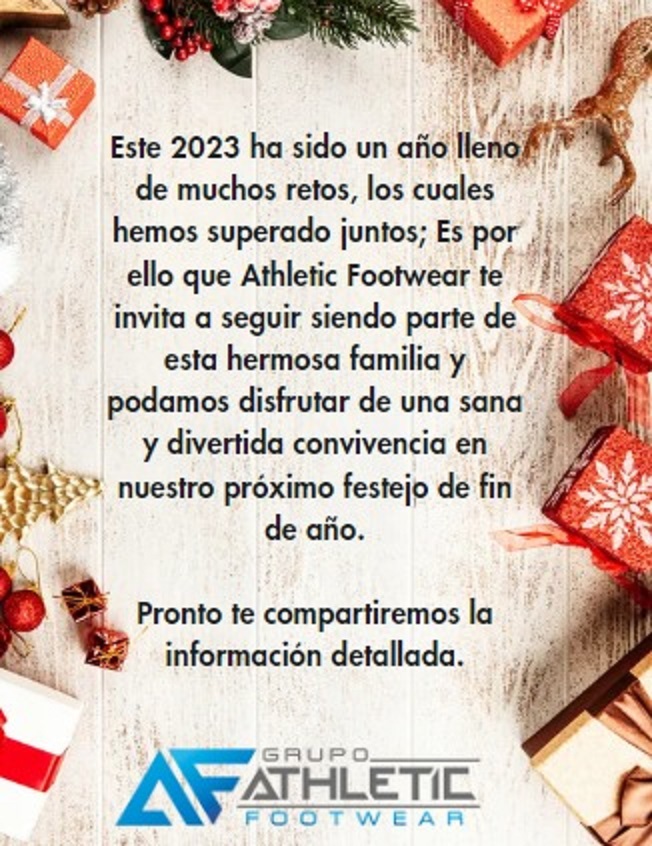 Este 2023 ha sido un año lleno
de muchos retos, los cuales
hemos superado juntos; Es por
ello que Athletic Footwear te
invita a seguir siendo parte de
esta hermosa familia y
podamos disfrutar de una sana
y divertida convivencia en
nuestro próximo festejo de fin
de año.
Pronto te compartiremos la
información detallada.
AF GRUPO
ATHLETIC
FOOTWEAR